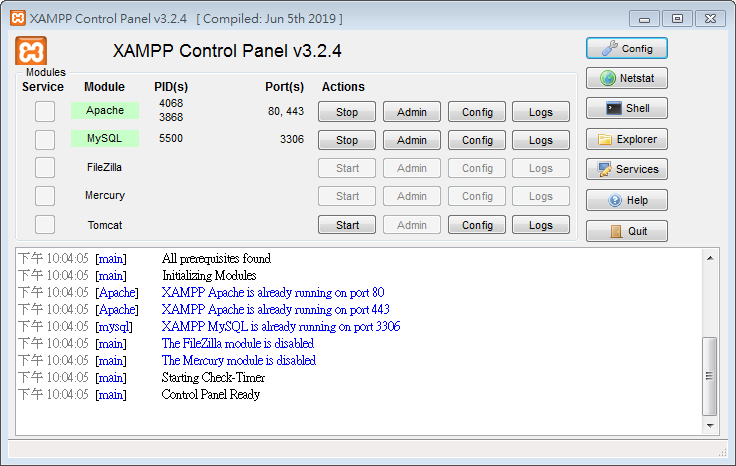 XAMPP Control Panel v3.2.4 [ Compiled: Jun 5th 2019 ]
XAMPP Control Panel v3.2.4
Config
Modules
Service Module PID(s) Port(s) Actions
Netstat
Apache 4068 3868 80, 443 Stop Admin Config Logs
Shell
MySQL 5500 3306 Stop Admin Config Logs
Explorer
FileZilla Start Admin Config Logs
Services
Mercury Start Admin Config Logs
Help
Tomcat Start Admin Config Logs
Quit
下午 10:04:05 [main] All prerequisites found
下午 10:04:05 [main] Initializing Modules
下午 10:04:05 [Apache] XAMPP Apache is already running on port 80
下午 10:04:05 [Apache] XAMPP Apache is already running on port 443
下午 10:04:05 [mysql] XAMPP MySQL is already running on port 3306
下午 10:04:05 [main] The FileZilla module is disabled
下午 10:04:05 [main] The Mercury module is disabled
下午 10:04:05 [main] Starting Check-Timer
下午 10:04:05 [main] Control Panel Ready